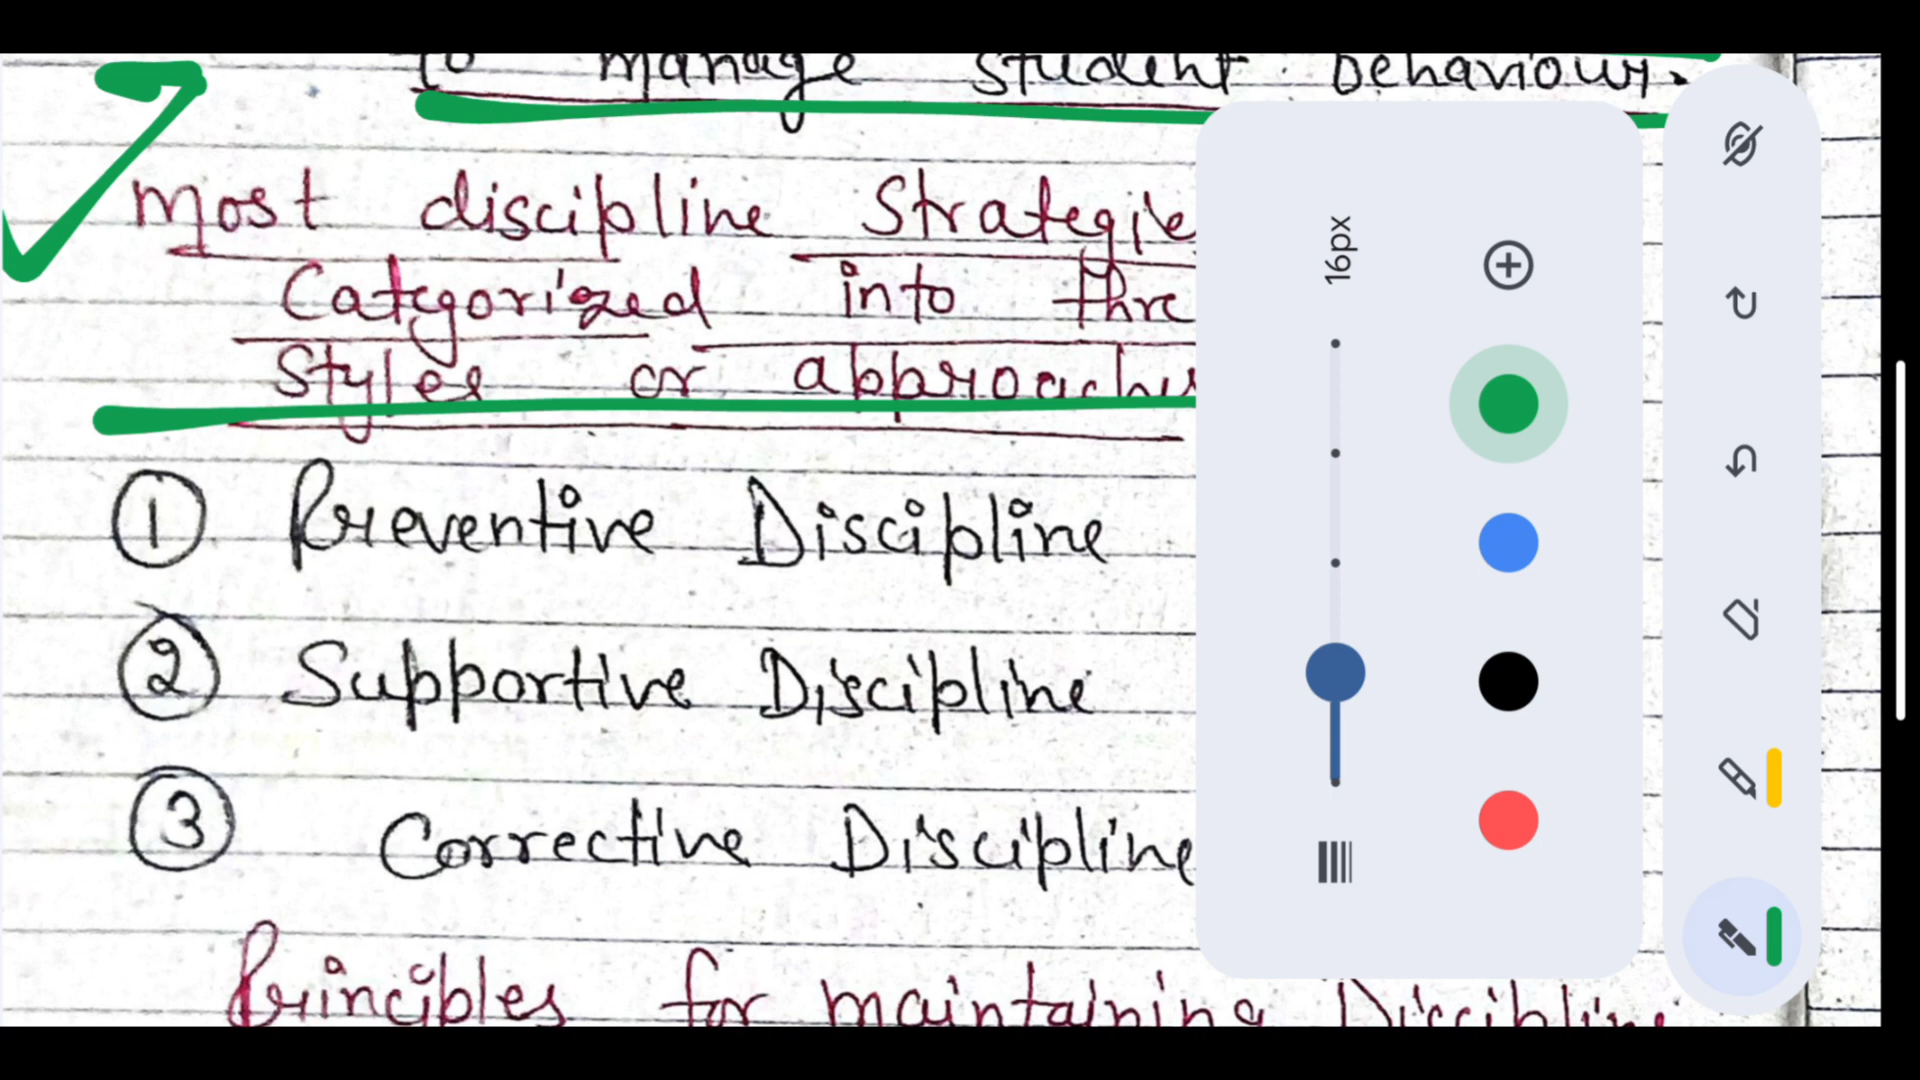 to manage student behaviour.
Most discipline Strategie
Categorized into thre
Styles or approaches
① Preventive Discipline
② Supportive Discipline
③ Corrective Discipline
Principles for maintaining Discipline
16px